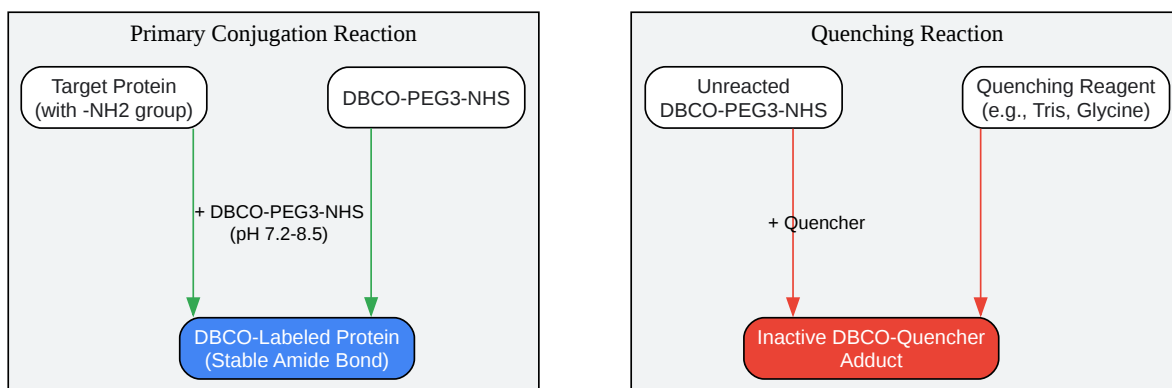 Primary Conjugation Reaction
Target Protein
(with -NH2 group)
DBCO-PEG3-NHS
+ DBCO-PEG3-NHS
(pH 7.2-8.5)
DBCO-Labeled Protein
(Stable Amide Bond)
Quenching Reaction
Unreacted
DBCO-PEG3-NHS
Quenching Reagent
(e.g., Tris, Glycine)
+ Quencher
Inactive DBCO-Quencher
Adduct